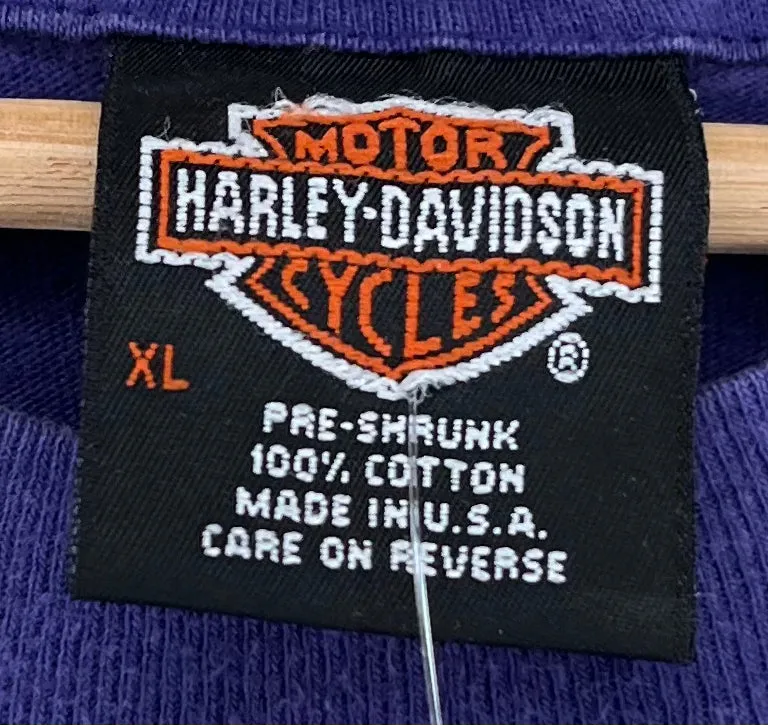 MOTOR
HARLEY-DAVIDSON
CYCLES
®
XL
PRE-SHRUNK
100% COTTON
MADE IN U.S.A.
CARE ON REVERSE